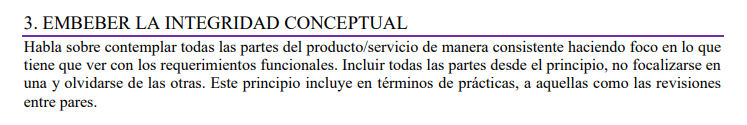 3. EMBEBER LA INTEGRIDAD CONCEPTUAL
Habla sobre contemplar todas las partes del producto/servicio de manera consistente haciendo foco en lo que
tiene que ver con los requerimientos funcionales. Incluir todas las partes desde el principio, no focalizarse en
una y olvidarse de las otras. Este principio incluye en términos de prácticas, a aquellas como las revisiones
entre pares.